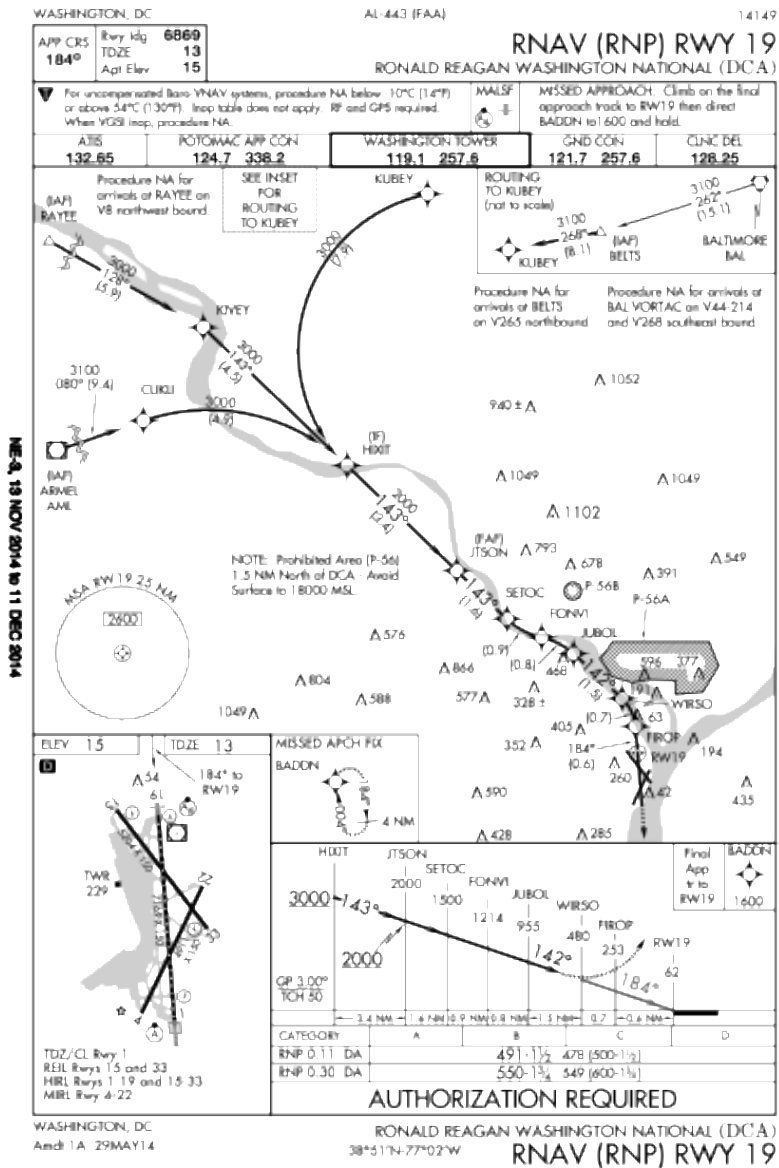 WASHINGTON, DC
AL-443 (FAA)
14149
APP CRS
184°
Rwy ldg 6869
TDZE 13
Apt Elev 15
RNAV (RNP) RWY 19
RONALD REAGAN WASHINGTON NATIONAL (DCA)
For uncompensated Baro-VNAV systems, procedure NA below -10°C (14°F)
or above 54°C (130°F). Inop table does not apply. RF and GPS required.
When VGSI inop, procedure NA.
MALSF
MISSED APPROACH: Climb on the final
approach track to RW19 then direct
BADDN to 1600 and hold.
ATIS
132.65
POTOMAC APP CON
124.7 338.2
WASHINGTON TOWER
119.1 257.6
GND CON
121.7 257.6
CLNC DEL
128.25
(IAF)
RAYEE
Procedure NA for
arrivals at RAYEE on
V8 northwest bound.
SEE INSET
FOR
ROUTING
TO KUBEY
KUBEY
ROUTING
TO KUBEY
(not to scale)
3100
262°
(15.1)
3100
268°
(8.1)
KUBEY
(IAF)
BELTS
BALTIMORE
BAL
3000
(7.9)
3000
128°
(5.9)
KIVEY
Procedure NA for
arrivals at BELTS
on V265 northbound.
Procedure NA for arrivals at
BAL VORTAC on V44-214
and V268 southeast bound.
3000
143°
(4.5)
3100
080° (9.4)
CUKLI
3000
(4.9)
1052
940 ±
(IF)
HIXIT
(IAF)
ARMEL
AML
1049
1049
2000
143°
(3.4)
1102
(FAF)
JTSON
793
678
549
391
NOTE: Prohibited Area (P-56)
1.5 NM North of DCA - Avoid
Surface to 18000 MSL
P-56B
P-56A
143°
(1.6)
SETOC
FONVI
JUBOL
MSA RW19 25 NM
2600
576
(0.9)
(0.8)
468
142°
(1.5)
596
377
866
804
588
577
328 ±
193
WIRSO
1049
405
(0.7)
63
FIROP
352
184°
(0.6)
RW19
194
260
42
435
590
428
285
NE-3, 13 NOV 2014 to 11 DEC 2014
ELEV 15
TDZE 13
D
54
184° to
RW19
19
TWR
229
22
33
4
TDZ/CL Rwy 1
REIL Rwys 15 and 33
HIRL Rwys 1-19 and 15-33
MIRL Rwy 4-22
MISSED APCH FIX
BADDN
184°
004°
4 NM
HIXIT
JTSON
2000
SETOC
1500
FONVI
1214
JUBOL
955
WIRSO
480
FIROP
253
RW19
62
Final
App
tr to
RW19
BADDN
1600
3000
143°
2000
142°
184°
GP 3.00°
TCH 50
3.4 NM
1.6 NM
0.9 NM
0.8 NM
1.5 NM
0.7
0.6 NM
CATEGORY A B C D
RNP 0.11 DA 491-1½ 478 (500-1½)
RNP 0.30 DA 550-1¾ 549 (600-1¾)
AUTHORIZATION REQUIRED
WASHINGTON, DC
Amdt 1A 29MAY14
38°51'N-77°02'W
RONALD REAGAN WASHINGTON NATIONAL (DCA)
RNAV (RNP) RWY 19